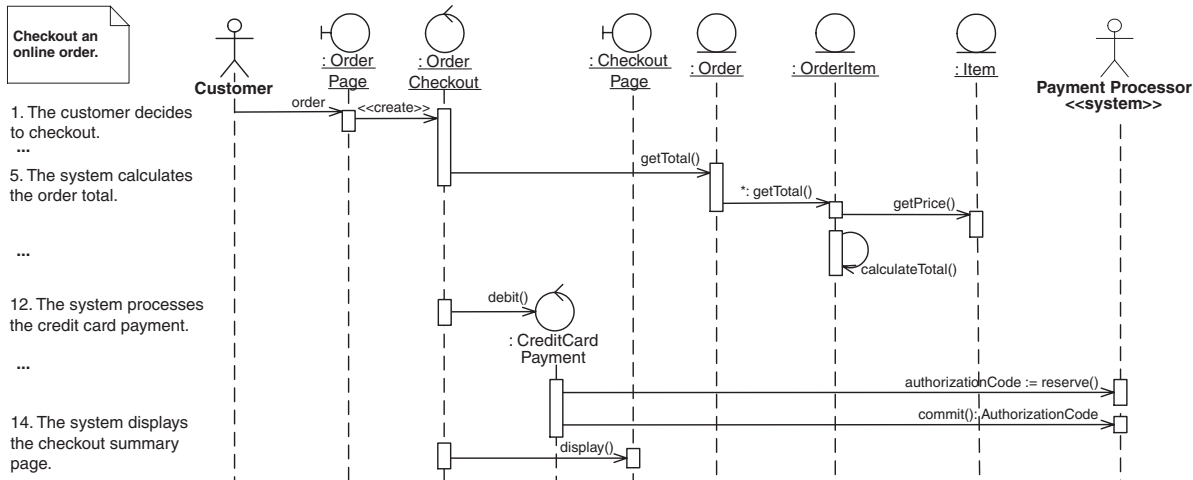 Checkout an
online order.
Customer
: Order
Page
: Order
Checkout
: Checkout
Page
: Order
: OrderItem
: Item
Payment Processor
<<system>>
1. The customer decides
to checkout.
...
order
<<create>>
5. The system calculates
the order total.
getTotal()
*: getTotal()
getPrice()
calculateTotal()
...
12. The system processes
the credit card payment.
debit()
: CreditCard
Payment
...
authorizationCode := reserve()
commit(): AuthorizationCode
14. The system displays
the checkout summary
page.
display()